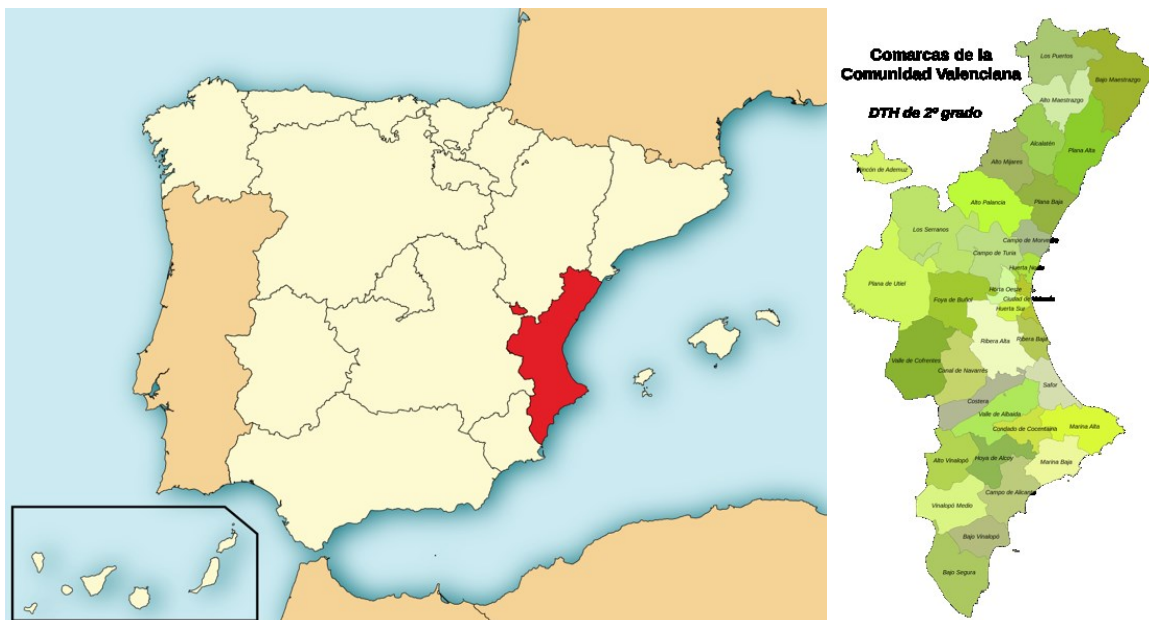 Comarcas de la
Comunidad Valenciana
DTH de 2º grado
Los Puertos
Bajo Maestrazgo
Alto Maestrazgo
Alcalatén
Plana Alta
Alto Mijares
Rincón de Ademuz
Alto Palancia
Plana Baja
Los Serranos
Campo de Morvedre
Campo de Turia
Huerta Norte
Plana de Utiel
Horta Oeste
Foya de Buñol
Ciudad de Valencia
Huerta Sur
Ribera Alta
Ribera Baja
Valle de Cofrentes
Canal de Navarrés
Safor
Costera
Valle de Albaida
Condado de Cocentaina
Marina Alta
Alto Vinalopó
Hoya de Alcoy
Marina Baja
Campo de Alicante
Vinalopó Medio
Bajo Vinalopó
Bajo Segura